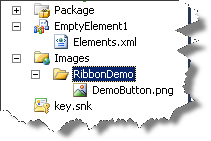 Package
EmptyElement1
Elements.xml
Images
RibbonDemo
DemoButton.png
key.snk